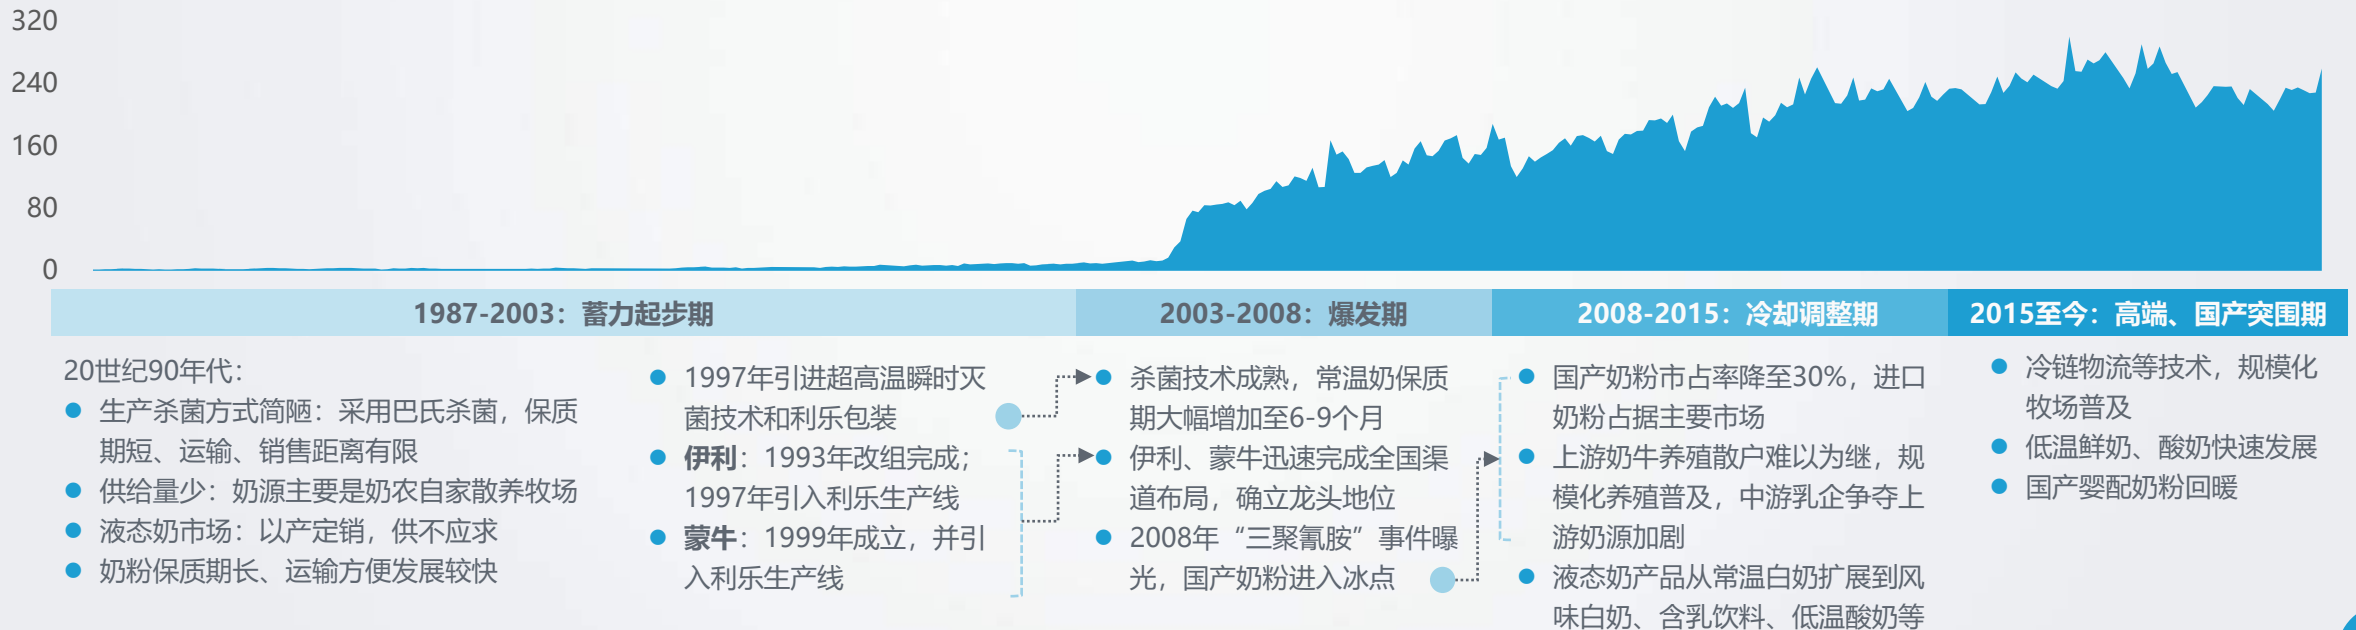 320
240
160
80
0
1987-2003：蓄力起步期
2003-2008：爆发期
2008-2015：冷却调整期
2015至今：高端、国产突围期
20世纪90年代：
生产杀菌方式简陋：采用巴氏杀菌，保质
期短、运输、销售距离有限
供给量少：奶源主要是奶农自家散养牧场
液态奶市场：以产定销，供不应求
奶粉保质期长、运输方便发展较快
1997年引进超高温瞬时灭
菌技术和利乐包装
伊利：1993年改组完成；
1997年引入利乐生产线
蒙牛：1999年成立，并引
入利乐生产线
杀菌技术成熟，常温奶保质
期大幅增加至6-9个月
伊利、蒙牛迅速完成全国渠
道布局，确立龙头地位
2008年“三聚氰胺”事件曝
光，国产奶粉进入冰点
国产奶粉市占率降至30%，进口
奶粉占据主要市场
上游奶牛养殖散户难以为继，规
模化养殖普及，中游乳企争夺上
游奶源加剧
液态奶产品从常温白奶扩展到风
味白奶、含乳饮料、低温酸奶等
冷链物流等技术，规模化
牧场普及
低温鲜奶、酸奶快速发展
国产婴配奶粉回暖